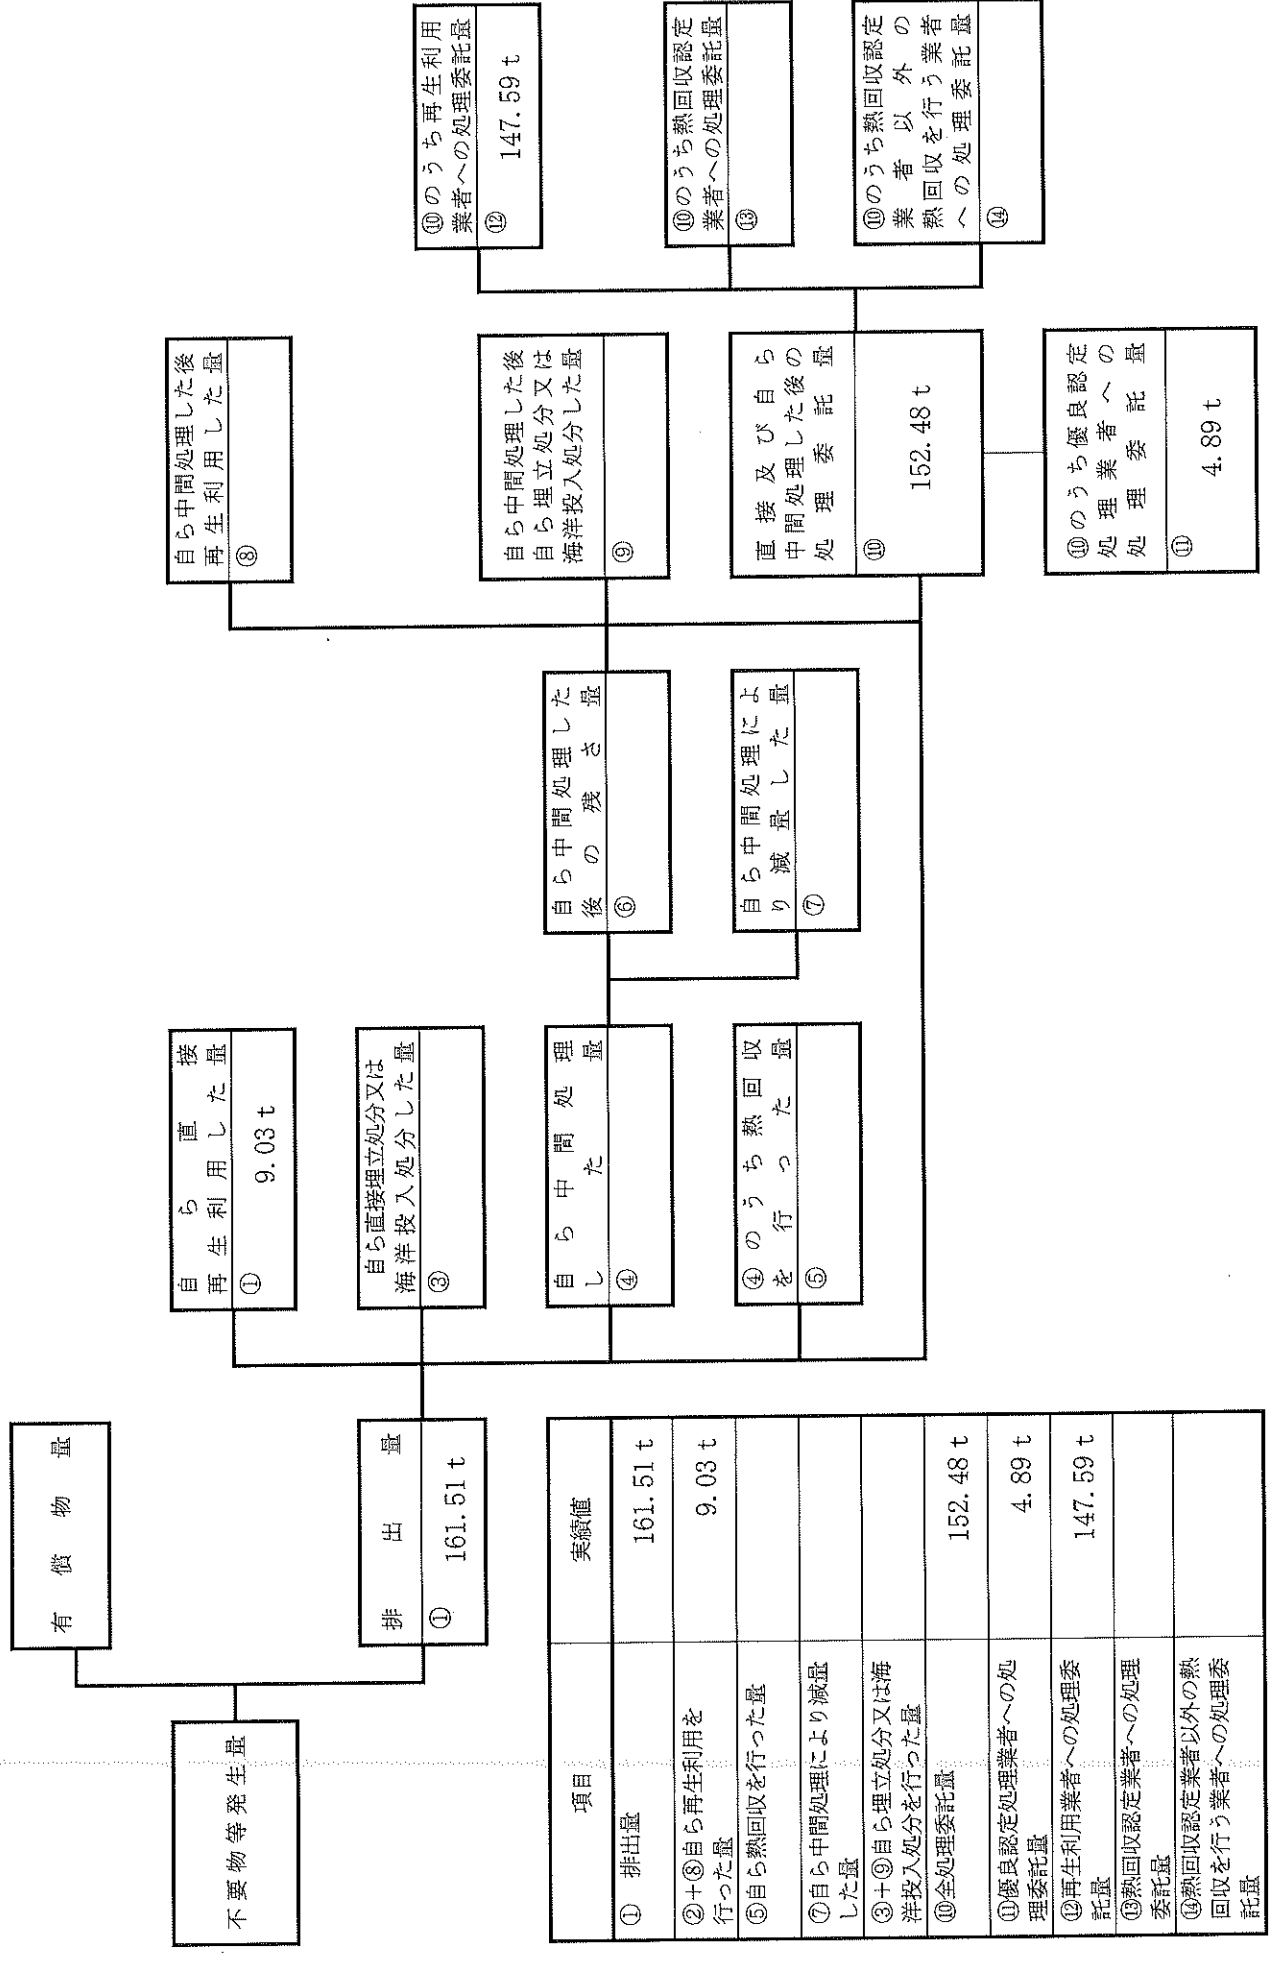 不要物等発生量
有償物量
排出量
① 161.51 t
自ら直接
再生利用した量
① 9.03 t
自ら直接埋立処分又は
海洋投入処分した量
③
自ら中間処理
した量
④
④のうち熱回収
を行った量
⑤
自ら中間処理した
後の残さ量
⑥
自ら中間処理によ
り減量した量
⑦
自ら中間処理した後
再生利用した量
⑧
自ら中間処理した後
自ら埋立処分又は
海洋投入処分した量
⑨
直接及び自ら
中間処理した後の
処理委託量
⑩ 152.48 t
⑩のうち優良認定
処理業者への
処理委託量
⑪ 4.89 t
⑩のうち再生利用
業者への処理委託量
⑫ 147.59 t
⑩のうち熱回収認定
業者への処理委託量
⑬
⑩のうち熱回収認定
業者以外の
熱回収を行う業者
への処理委託量
⑭
項目 実績値
① 排出量 161.51 t
②+⑧自ら再生利用を
行った量 9.03 t
⑤自ら熱回収を行った量
⑦自ら中間処理により減量
した量
③+⑨自ら埋立処分又は海
洋投入処分を行った量
⑩全処理委託量 152.48 t
⑪優良認定処理業者への処
理委託量 4.89 t
⑫再生利用業者への処理委
託量 147.59 t
⑬熱回収認定業者への処理
委託量
⑭熱回収認定業者以外の熱
回収を行う業者への処理委
託量